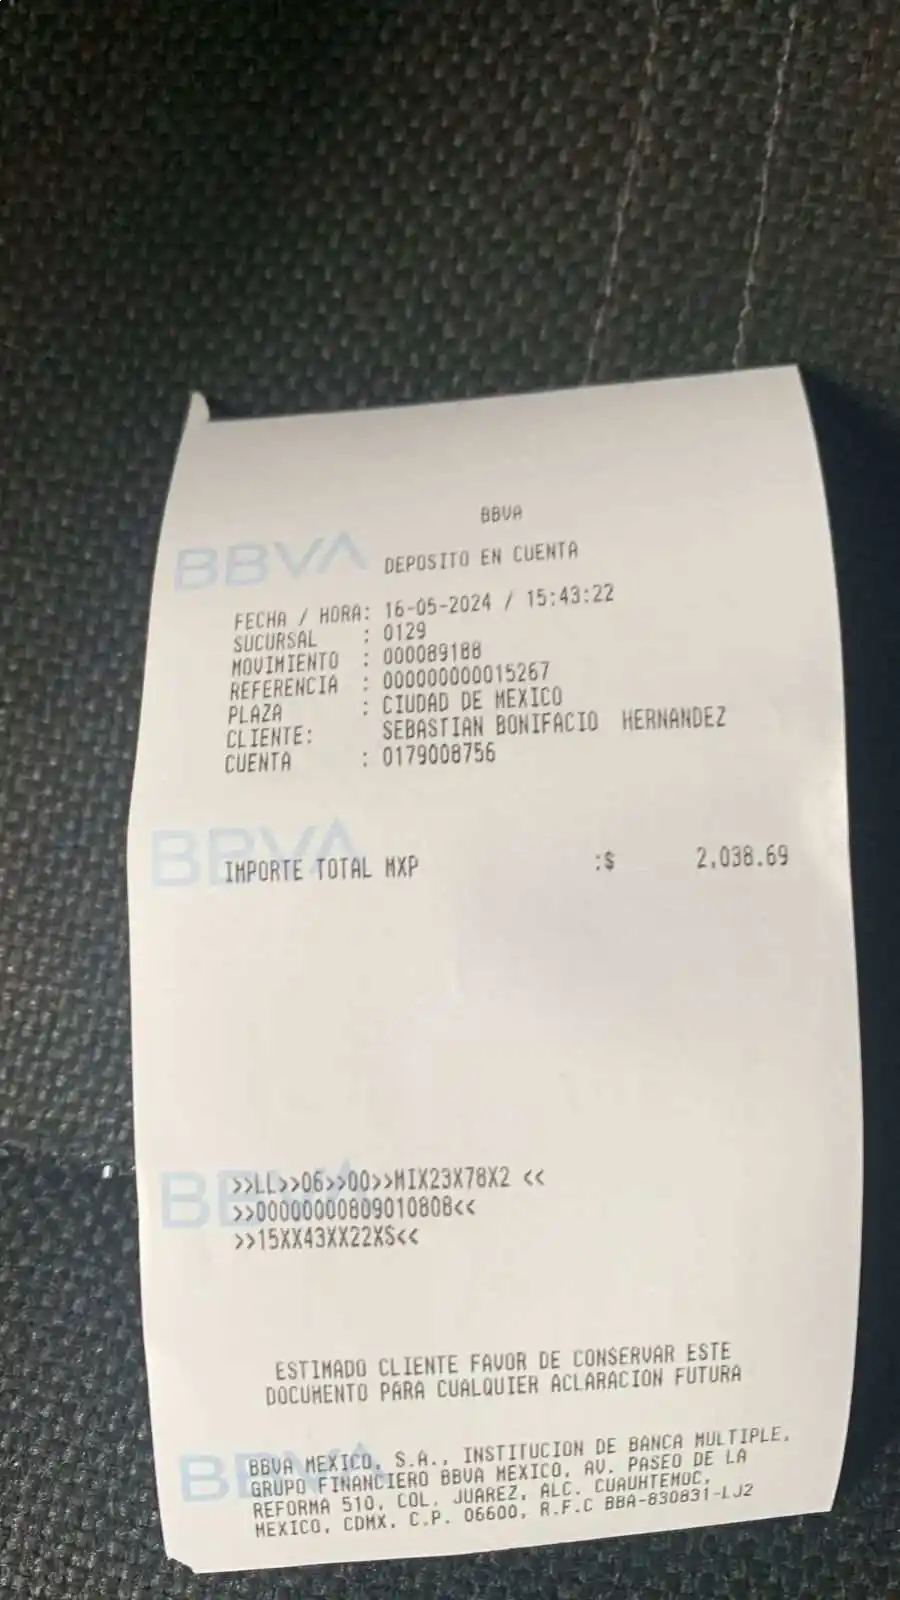 BBVA
BBVA
DEPOSITO EN CUENTA
FECHA / HORA: 16-05-2024 / 15:43:22
SUCURSAL : 0129
MOVIMIENTO : 000089188
REFERENCIA : 000000000015267
PLAZA : CIUDAD DE MEXICO
CLIENTE: SEBASTIAN BONIFACIO HERNANDEZ
CUENTA : 0179008756
BBVA
IMPORTE TOTAL MXP :$ 2,038.69
BBVA
>>LL>>06>>00>>MIX23X78X2 <<
>>00000000809010808<<
>>15XX43XX22XS<<
ESTIMADO CLIENTE FAVOR DE CONSERVAR ESTE
DOCUMENTO PARA CUALQUIER ACLARACION FUTURA
BBVA
BBVA MEXICO, S.A., INSTITUCION DE BANCA MULTIPLE,
GRUPO FINANCIERO BBVA MEXICO, AV. PASEO DE LA
REFORMA 510, COL. JUAREZ, ALC. CUAUHTEMOC,
MEXICO, CDMX, C.P. 06600, R.F.C BBA-830831-LJ2